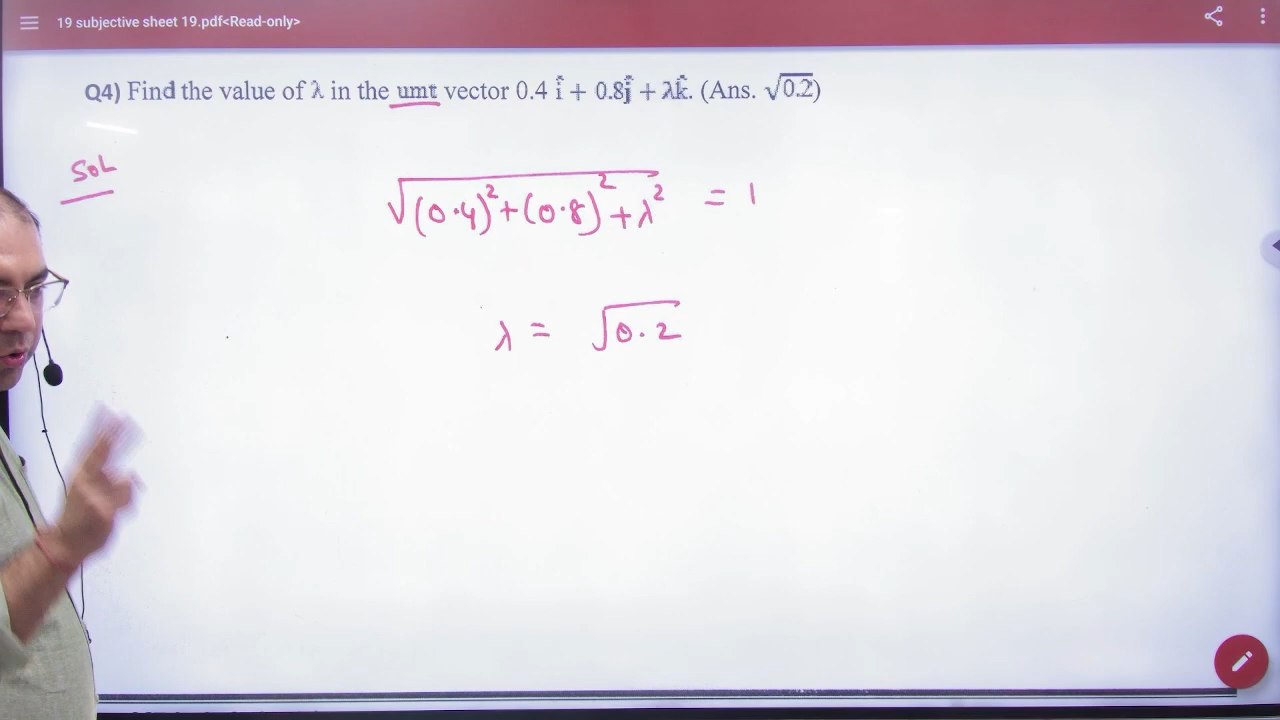 19 subjective sheet 19.pdf<Read-only>
Q4) Find the value of λ in the umt vector 0.4 î + 0.8ĵ + λk̂. (Ans. √0.2)
SOL
√(0.4)²+(0.8)²+λ² = 1
λ = √0.2